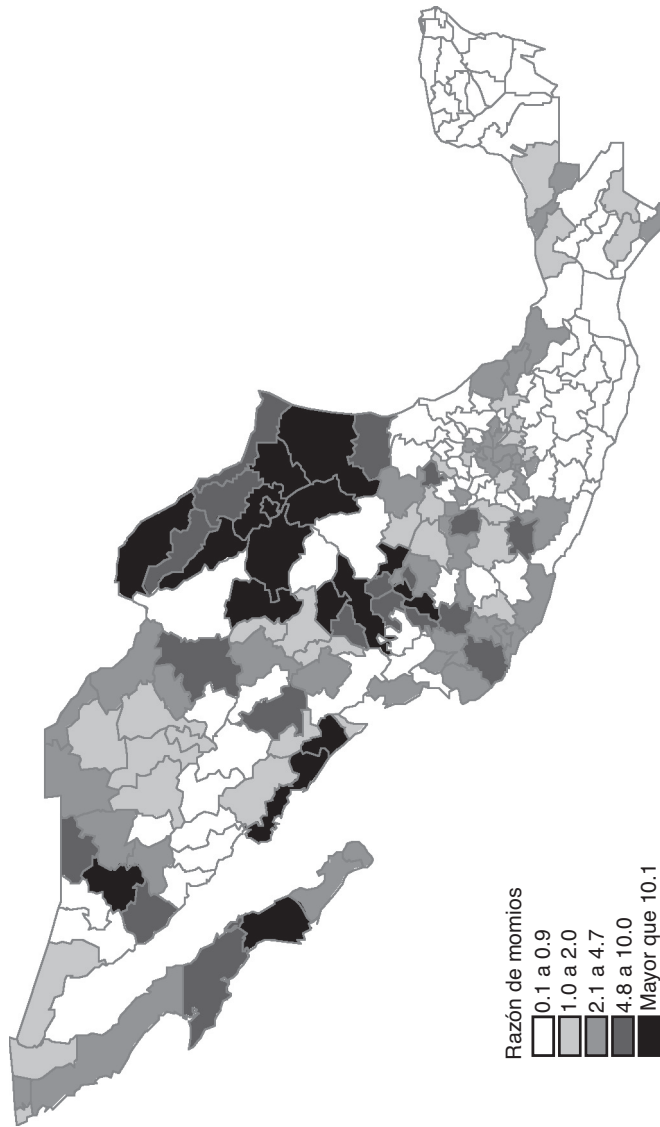 Razón de momios
0.1 a 0.9
1.0 a 2.0
2.1 a 4.7
4.8 a 10.0
Mayor que 10.1